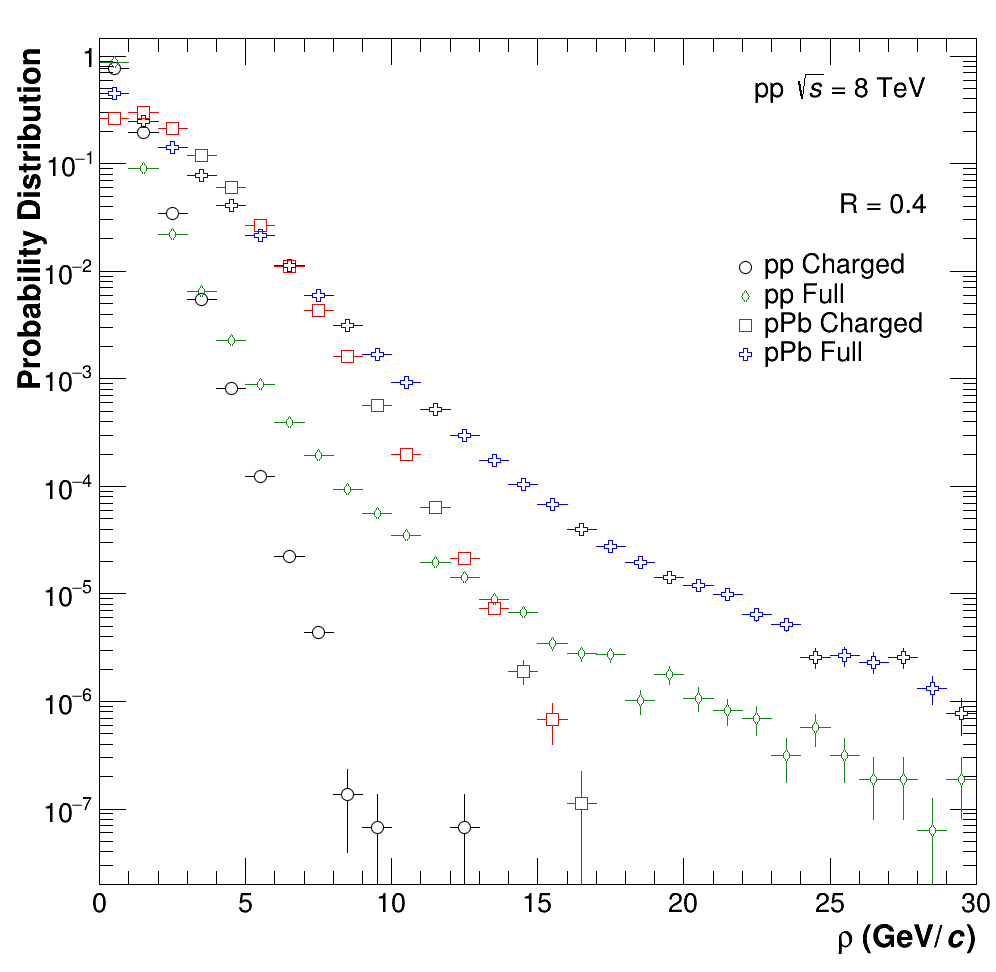 Probability Distribution
1
10⁻¹
10⁻²
10⁻³
10⁻⁴
10⁻⁵
10⁻⁶
10⁻⁷
pp √s = 8 TeV
R = 0.4
pp Charged
pp Full
pPb Charged
pPb Full
0 5 10 15 20 25 30
ρ (GeV/c)